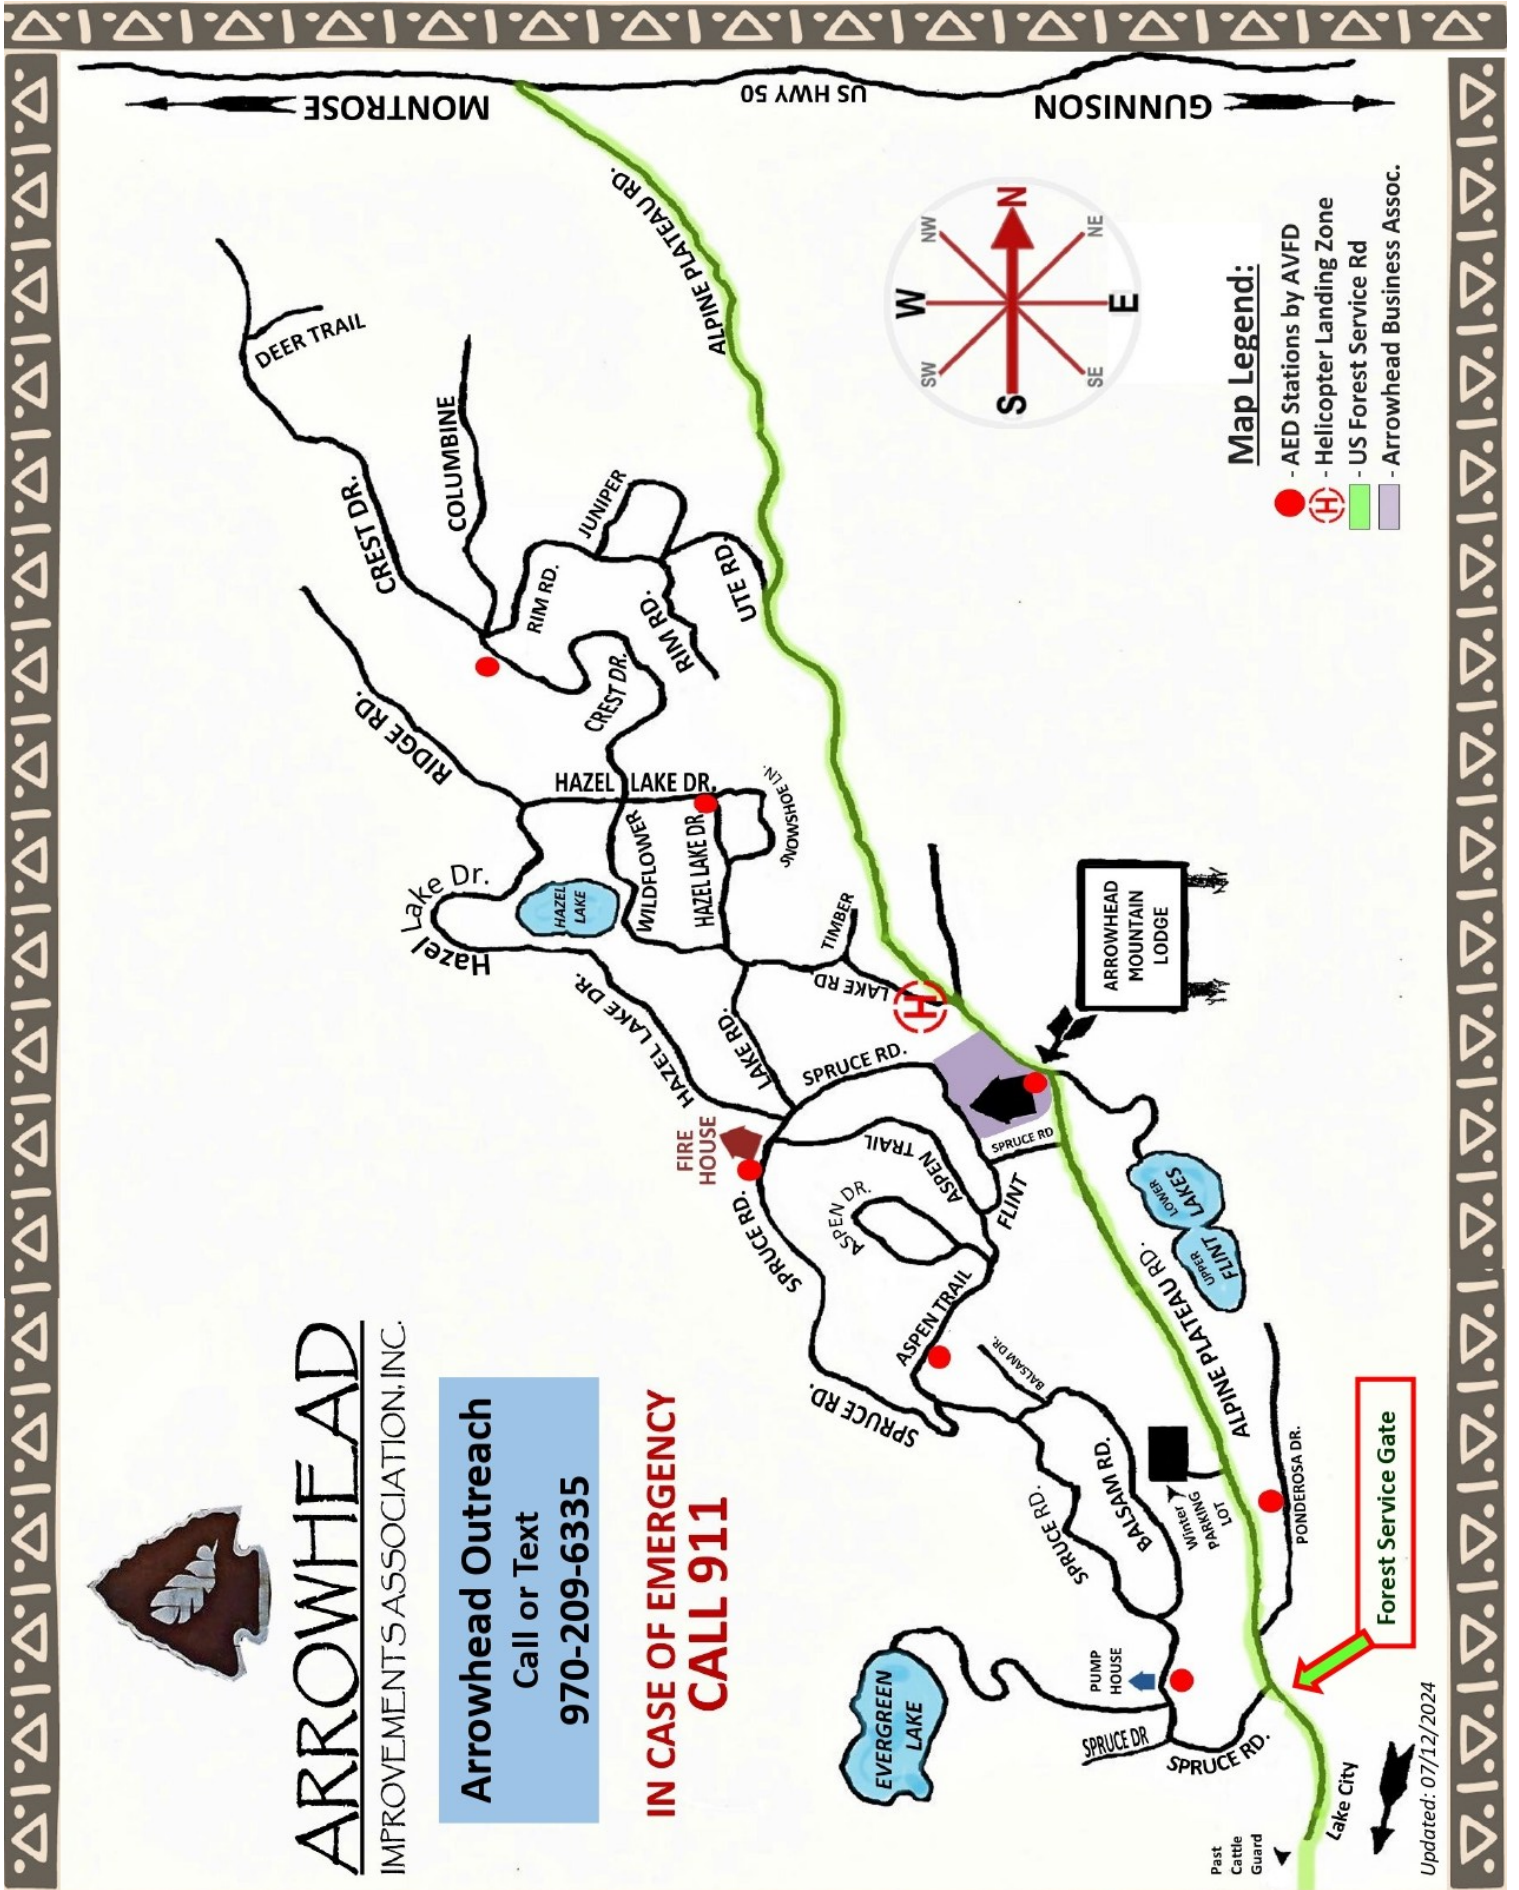 ARROWHEAD
IMPROVEMENTS ASSOCIATION, INC.
Arrowhead Outreach
Call or Text
970-209-6335
IN CASE OF EMERGENCY
CALL 911
MONTROSE
US HWY 50
GUNNISON
ALPINE PLATEAU RD.
DEER TRAIL
COLUMBINE
CREST DR.
JUNIPER
RIM RD.
RIM RD.
UTE RD.
CREST DR.
RIDGE RD.
HAZEL LAKE DR.
SNOWSHOE LN.
WILDFLOWER
HAZEL LAKE DR.
Hazel Lake Dr.
HAZEL
LAKE
HAZEL LAKE DR.
TIMBER
LAKE RD.
LAKE RD.
H
SPRUCE RD.
FIRE
HOUSE
SPRUCE RD.
ASPEN TRAIL
ASPEN DR.
SPRUCE RD
FLINT
ARROWHEAD
MOUNTAIN
LODGE
LOWER
UPPER
FLINT LAKES
ASPEN TRAIL
SPRUCE RD.
BALSAM DR.
BALSAM RD.
SPRUCE RD.
ALPINE PLATEAU RD.
Winter
PARKING
LOT
PONDEROSA DR.
PUMP
HOUSE
EVERGREEN
LAKE
SPRUCE DR
SPRUCE RD.
Forest Service Gate
Lake City
Past
Cattle
Guard
Updated: 07/12/2024
N
NE
E
SE
S
SW
W
NW
Map Legend:
- AED Stations by AVFD
H - Helicopter Landing Zone
- US Forest Service Rd
- Arrowhead Business Assoc.